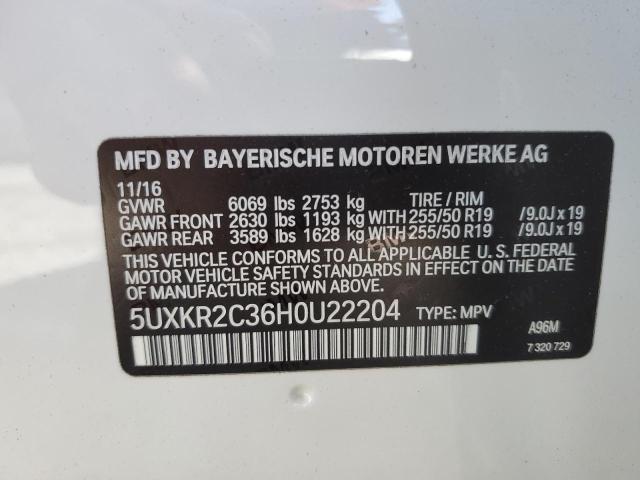 MFD BY BAYERISCHE MOTOREN WERKE AG
11/16
GVWR 6069 lbs 2753 kg TIRE / RIM
GAWR FRONT 2630 lbs 1193 kg WITH 255/50 R19 /9.0J x 19
GAWR REAR 3589 lbs 1628 kg WITH 255/50 R19 /9.0J x 19
THIS VEHICLE CONFORMS TO ALL APPLICABLE U. S. FEDERAL
MOTOR VEHICLE SAFETY STANDARDS IN EFFECT ON THE DATE
OF MANUFACTURE SHOWN ABOVE.
5UXKR2C36H0U22204 TYPE: MPV
A96M
7 320 729